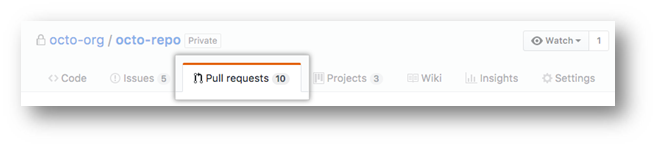 octo-org / octo-repo Private Watch 1
Code Issues 5 Pull requests 10 Projects 3 Wiki Insights Settings